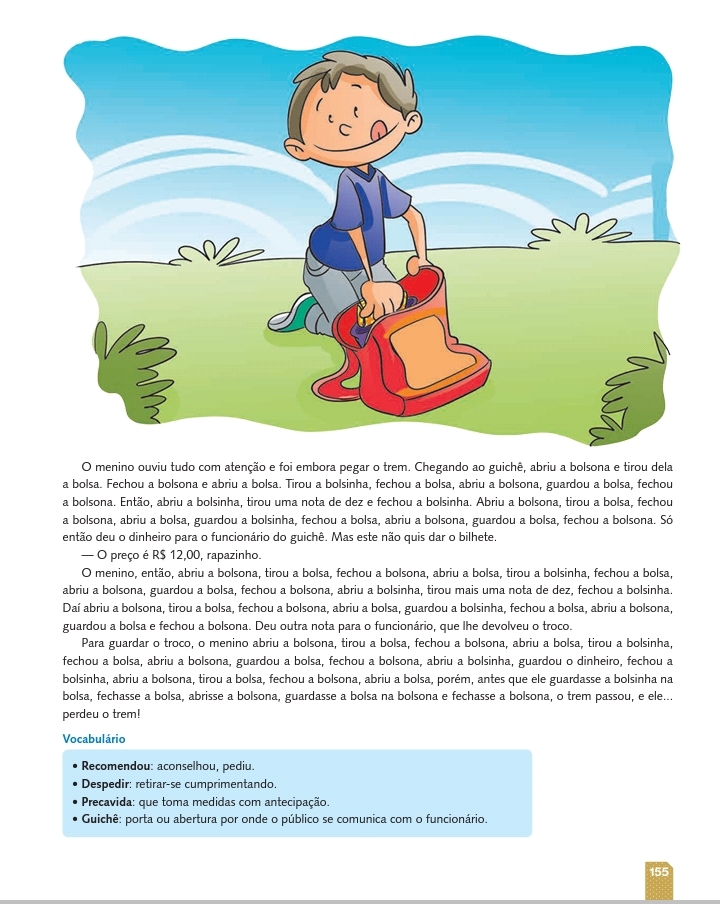 O menino ouviu tudo com atenção e foi embora pegar o trem. Chegando ao guichê, abriu a bolsona e tirou dela
a bolsa. Fechou a bolsona e abriu a bolsa. Tirou a bolsinha, fechou a bolsa, abriu a bolsona, guardou a bolsa, fechou
a bolsona. Então, abriu a bolsinha, tirou uma nota de dez e fechou a bolsinha. Abriu a bolsona, tirou a bolsa, fechou
a bolsona, abriu a bolsa, guardou a bolsinha, fechou a bolsa, abriu a bolsona, guardou a bolsa, fechou a bolsona. Só
então deu o dinheiro para o funcionário do guichê. Mas este não quis dar o bilhete.
— O preço é R$ 12,00, rapazinho.
O menino, então, abriu a bolsona, tirou a bolsa, fechou a bolsona, abriu a bolsa, tirou a bolsinha, fechou a bolsa,
abriu a bolsona, guardou a bolsa, fechou a bolsona, abriu a bolsinha, tirou mais uma nota de dez, fechou a bolsinha.
Daí abriu a bolsona, tirou a bolsa, fechou a bolsona, abriu a bolsa, guardou a bolsinha, fechou a bolsa, abriu a bolsona,
guardou a bolsa e fechou a bolsona. Deu outra nota para o funcionário, que lhe devolveu o troco.
Para guardar o troco, o menino abriu a bolsona, tirou a bolsa, fechou a bolsona, abriu a bolsa, tirou a bolsinha,
fechou a bolsa, abriu a bolsona, guardou a bolsa, fechou a bolsona, abriu a bolsinha, guardou o dinheiro, fechou a
bolsinha, abriu a bolsona, tirou a bolsa, fechou a bolsona, abriu a bolsa, porém, antes que ele guardasse a bolsinha na
bolsa, fechasse a bolsa, abrisse a bolsona, guardasse a bolsa na bolsona e fechasse a bolsona, o trem passou, e ele...
perdeu o trem!
Vocabulário
• Recomendou: aconselhou, pediu.
• Despedir: retirar-se cumprimentando.
• Precavida: que toma medidas com antecipação.
• Guichê: porta ou abertura por onde o público se comunica com o funcionário.
155